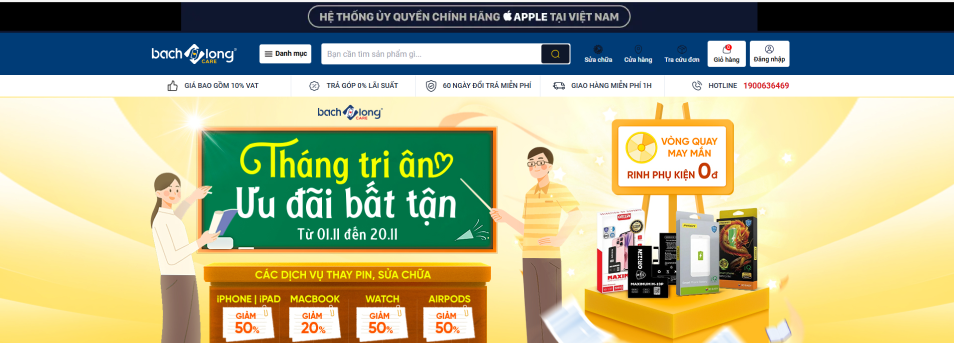 HỆ THỐNG ỦY QUYỀN CHÍNH HÃNG APPLE TẠI VIỆT NAM
bach long
CARE
Danh mục
Bạn cần tìm sản phẩm gì...
Sửa chữa
Cửa hàng
Tra cứu đơn
Giỏ hàng
Đăng nhập
GIÁ BAO GỒM 10% VAT
TRẢ GÓP 0% LÃI SUẤT
60 NGÀY ĐỔI TRẢ MIỄN PHÍ
GIAO HÀNG MIỄN PHÍ 1H
HOTLINE 1900636469
bach long
CARE
Tháng tri ân
Ưu đãi bất tận
Từ 01.11 đến 20.11
CÁC DỊCH VỤ THAY PIN, SỬA CHỮA
iPHONE | iPAD
MACBOOK
WATCH
AIRPODS
GIẢM
50%
GIẢM
20%
GIẢM
50%
GIẢM
50%
VÒNG QUAY
MAY MẮN
RINH PHỤ KIỆN 0đ